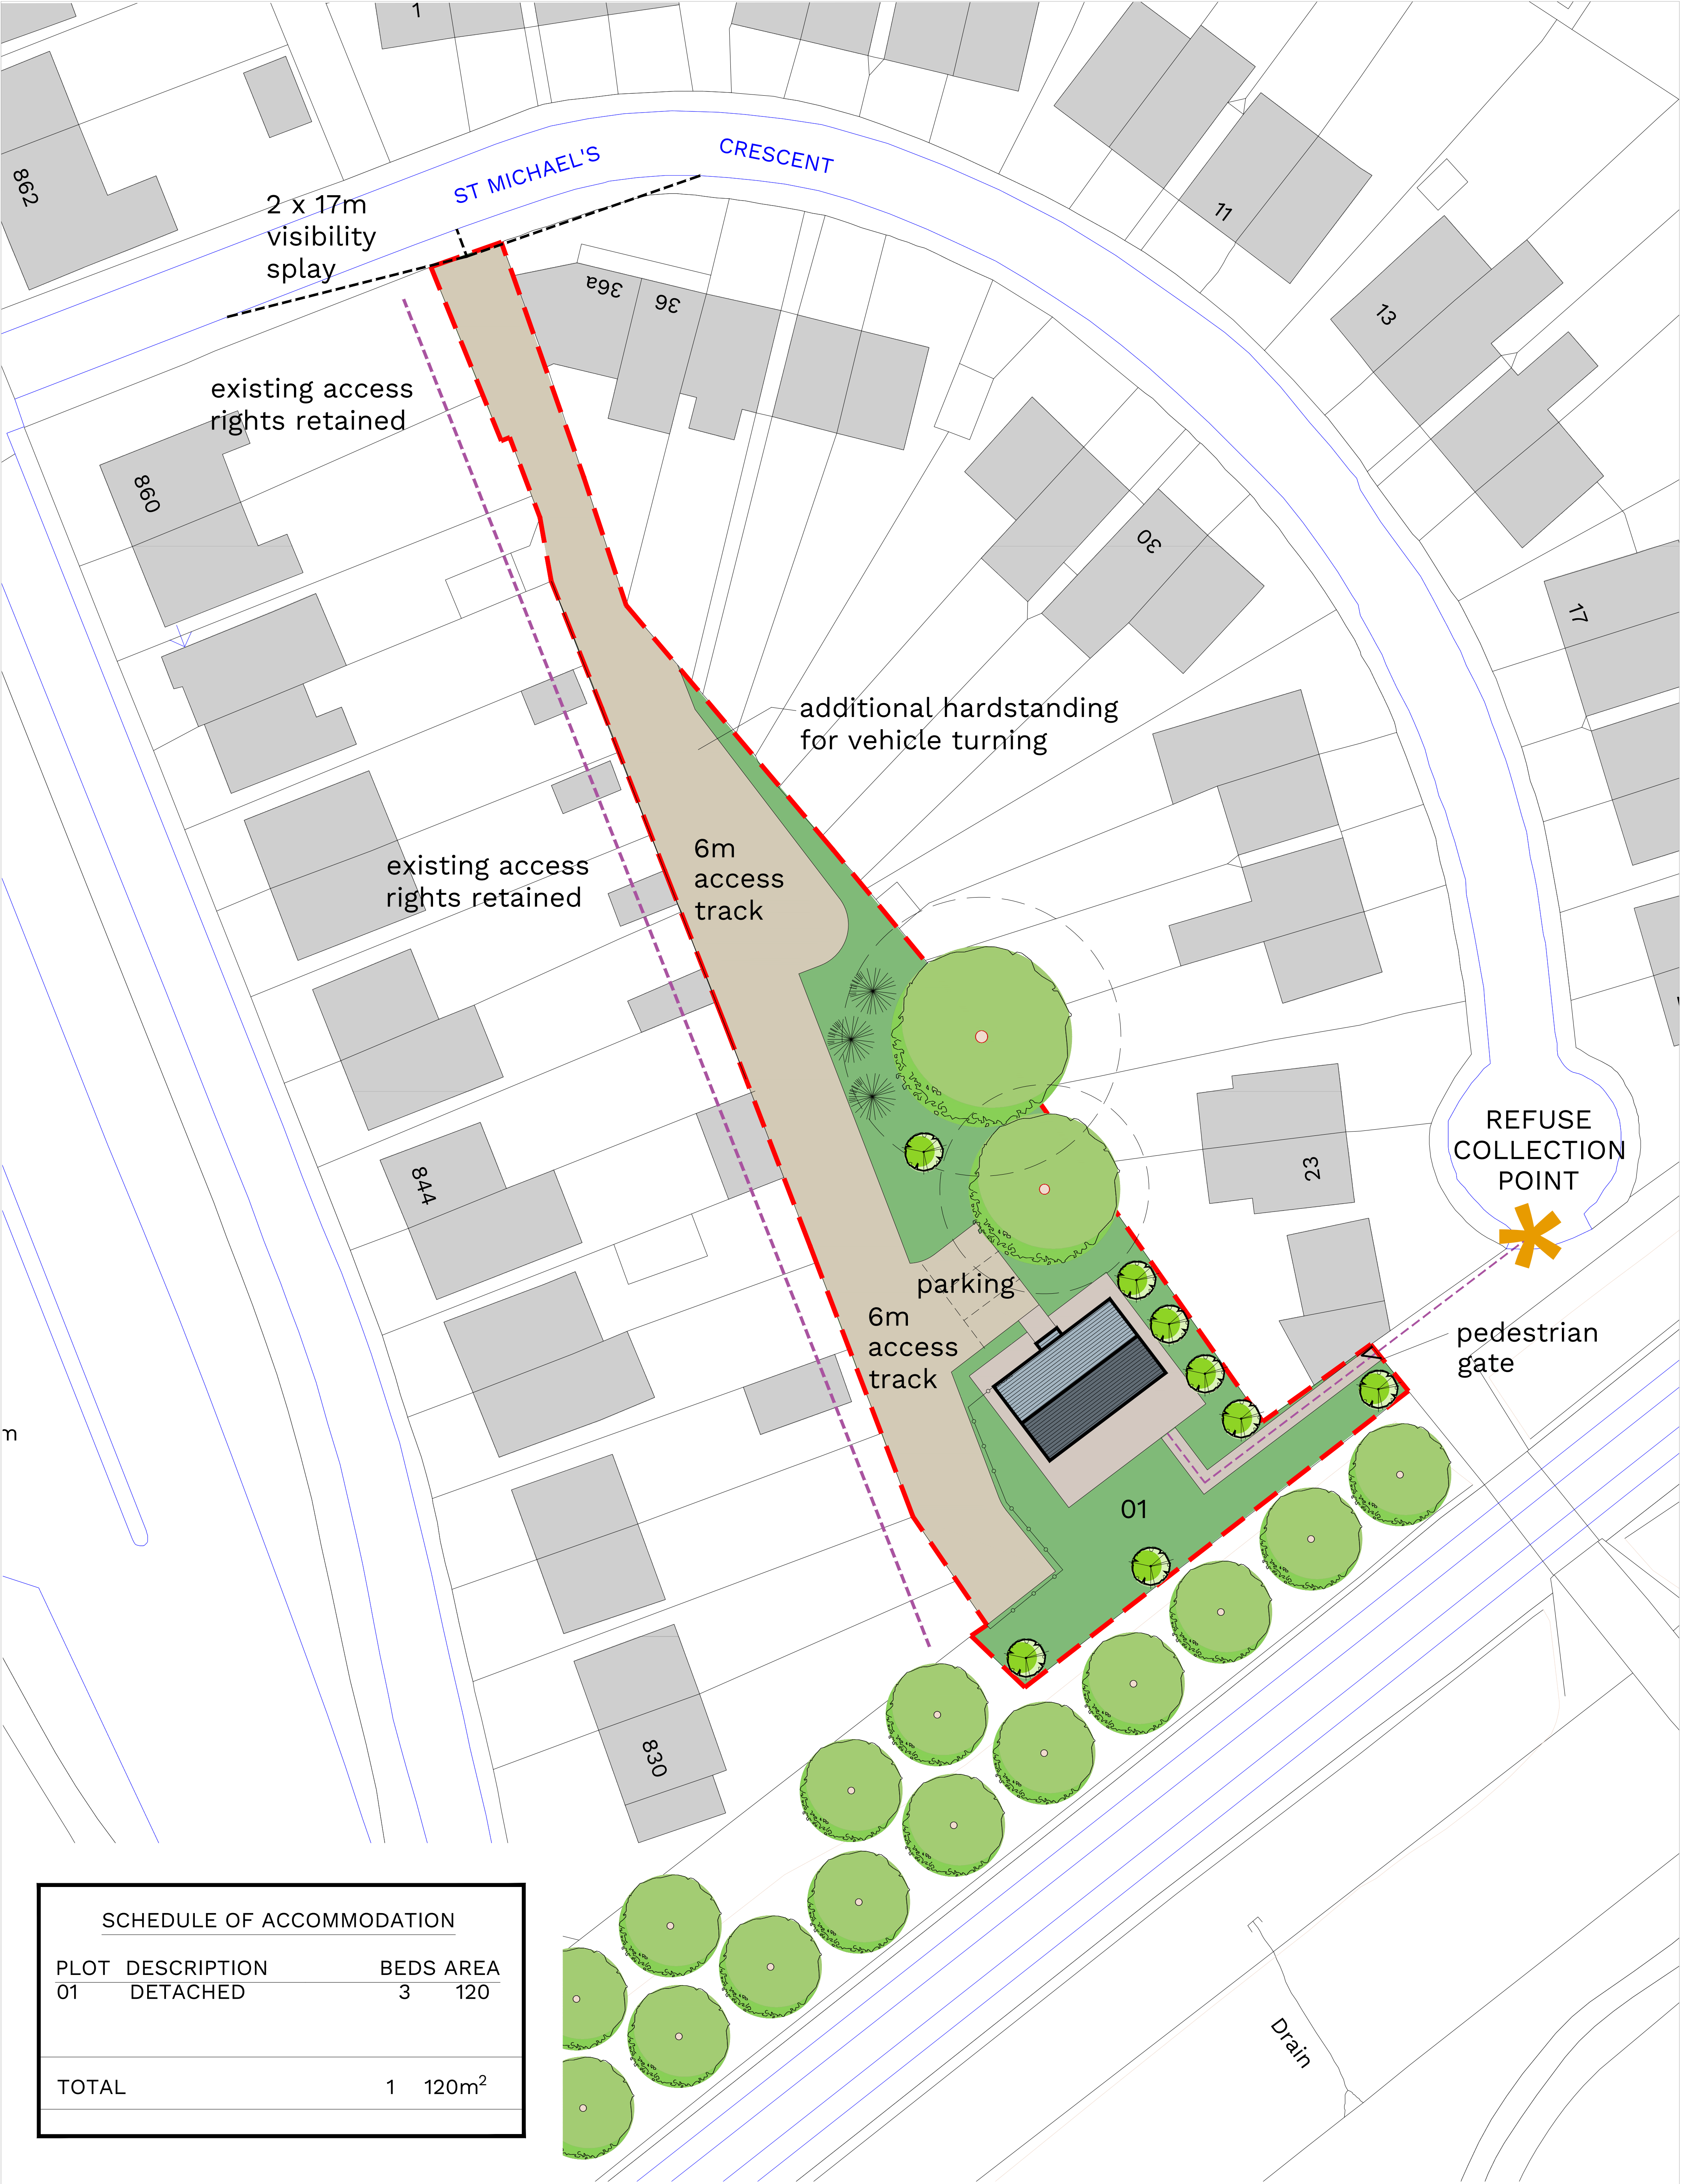 1
862
ST MICHAEL'S
CRESCENT
2 x 17m
visibility
splay
11
36a
36
13
existing access
rights retained
860
30
17
additional hardstanding
for vehicle turning
6m
access
track
existing access
rights retained
844
REFUSE
COLLECTION
POINT
23
parking
6m
access
track
pedestrian
gate
m
01
830
SCHEDULE OF ACCOMMODATION
PLOT DESCRIPTION BEDS AREA
01 DETACHED 3 120
TOTAL 1 120m²
Drain